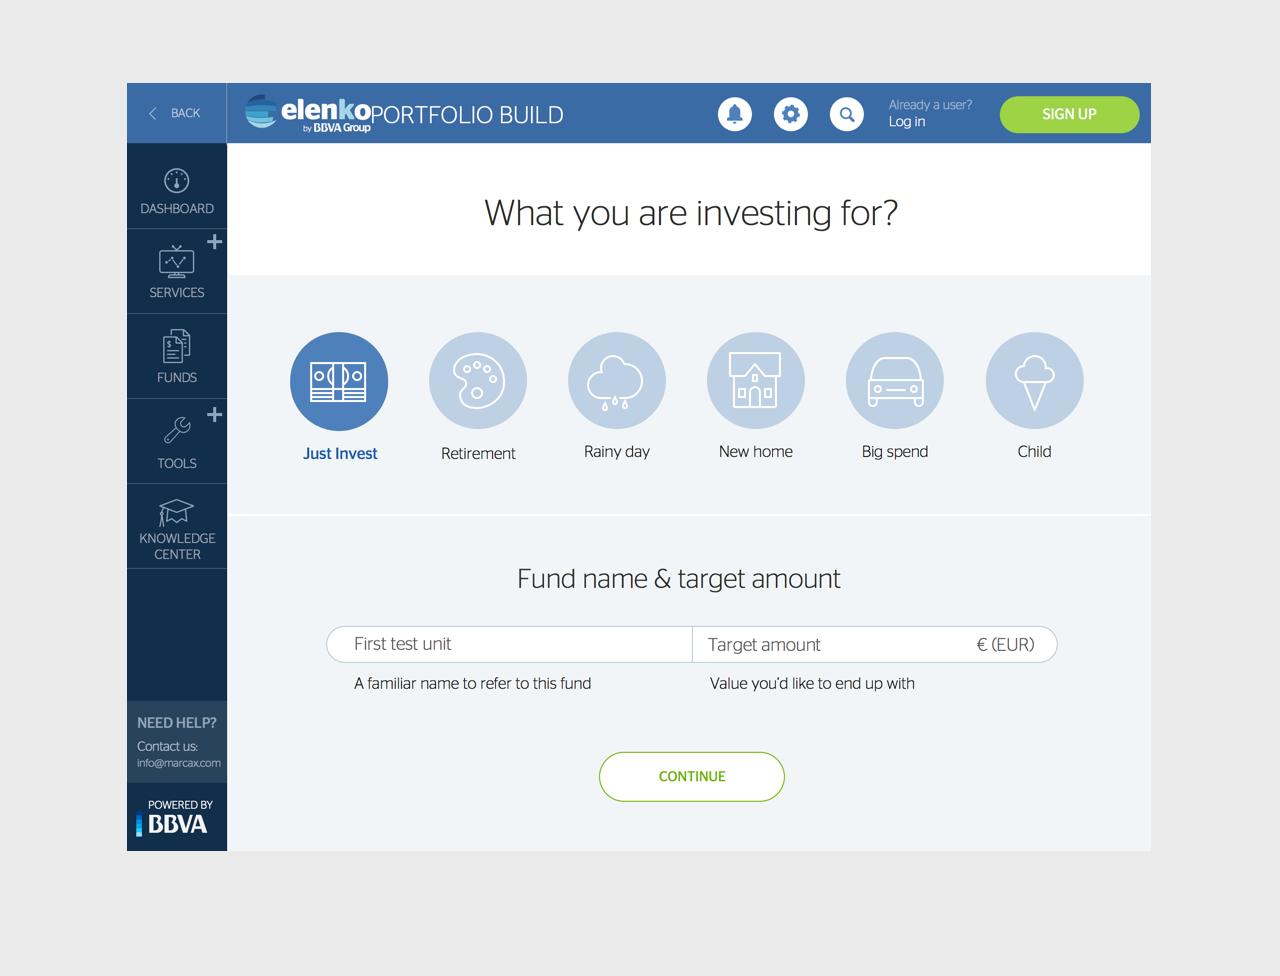 BACK
elenko
by BBVA Group
PORTFOLIO BUILD
Already a user?
Log in
SIGN UP
DASHBOARD
SERVICES
FUNDS
TOOLS
KNOWLEDGE
CENTER
NEED HELP?
Contact us:
info@marcax.com
POWERED BY
BBVA
What you are investing for?
Just Invest
Retirement
Rainy day
New home
Big spend
Child
Fund name & target amount
First test unit
Target amount
€ (EUR)
A familiar name to refer to this fund
Value you'd like to end up with
CONTINUE